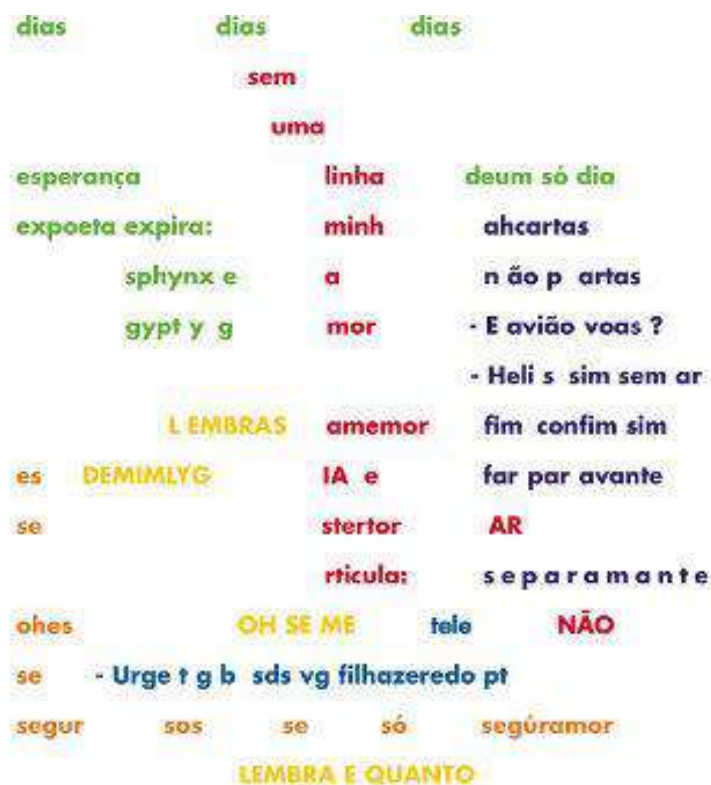 dias dias dias
sem
uma
esperança linha deum só dia
expoeta expira: minh ahcartas
sphynx e a n ão p artas
gypt y g mor - E avião voas ?
- Heli s sim sem ar
L EMBRAS amemor fim confim sim
es DEMIMLYG IA e far par avante
se stertor AR
rticula: s e p a r a m a n t e
ohes OH SE ME tele NÃO
se - Urge t g b sds vg filhazeredo pt
segur sos se só segúramor
LEMBRA E QUANTO